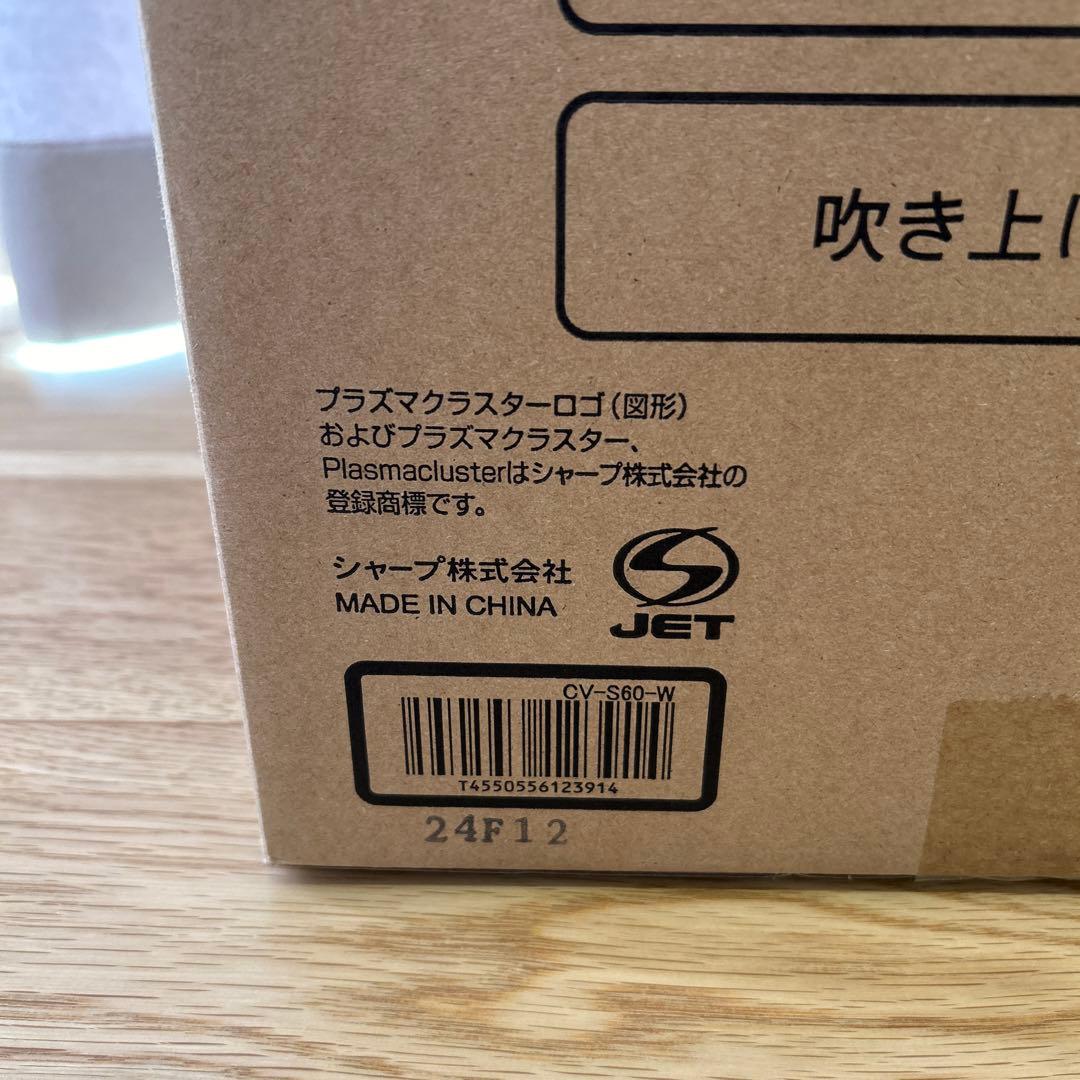 吹き上げ
プラズマクラスターロゴ(図形)
およびプラズマクラスター、
Plasmaclusterはシャープ株式会社の
登録商標です。
シャープ株式会社
MADE IN CHINA
JET
CV-S60-W
T4550556123914
24F12